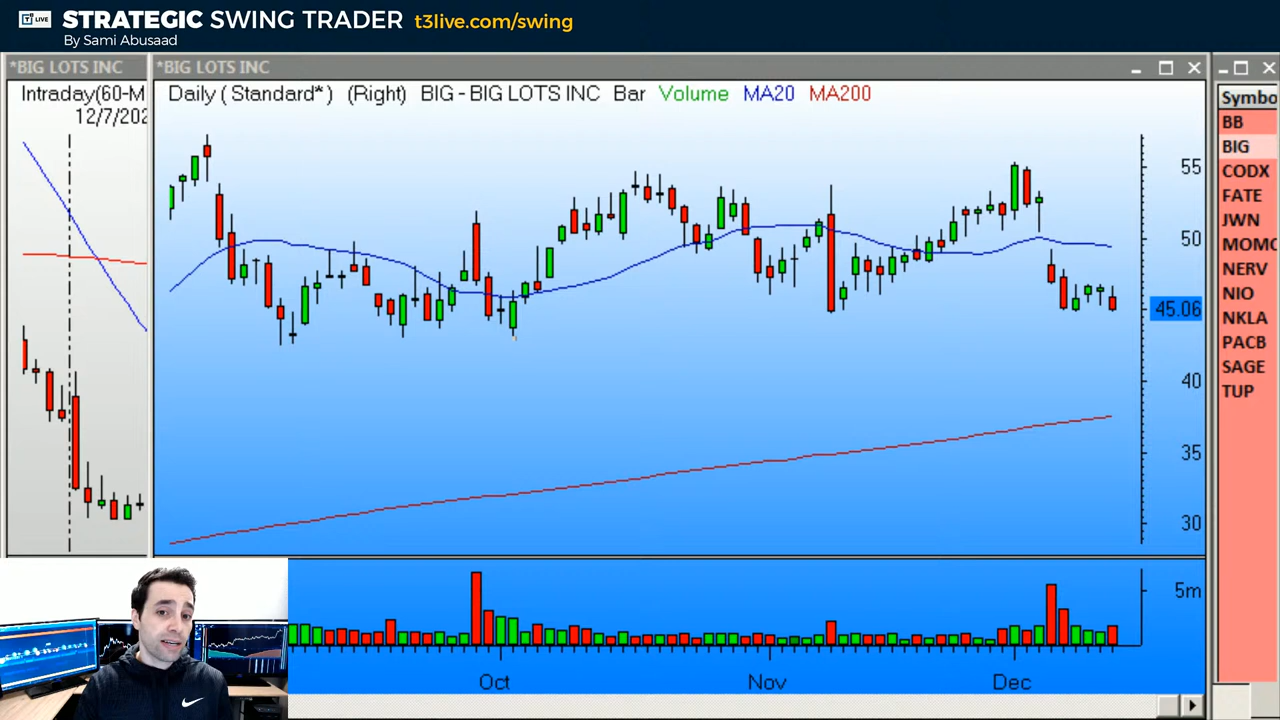 LIVE STRATEGIC SWING TRADER t3live.com/swing
By Sami Abusaad
*BIG LOTS INC
*BIG LOTS INC
Intraday(60-M
12/7/202
Daily ( Standard* ) (Right) BIG - BIG LOTS INC Bar Volume MA20 MA200
55
50
45.06
40
35
30
5m
Oct Nov Dec
Symbo
BB
BIG
CODX
FATE
JWN
MOMO
NERV
NIO
NKLA
PACB
SAGE
TUP